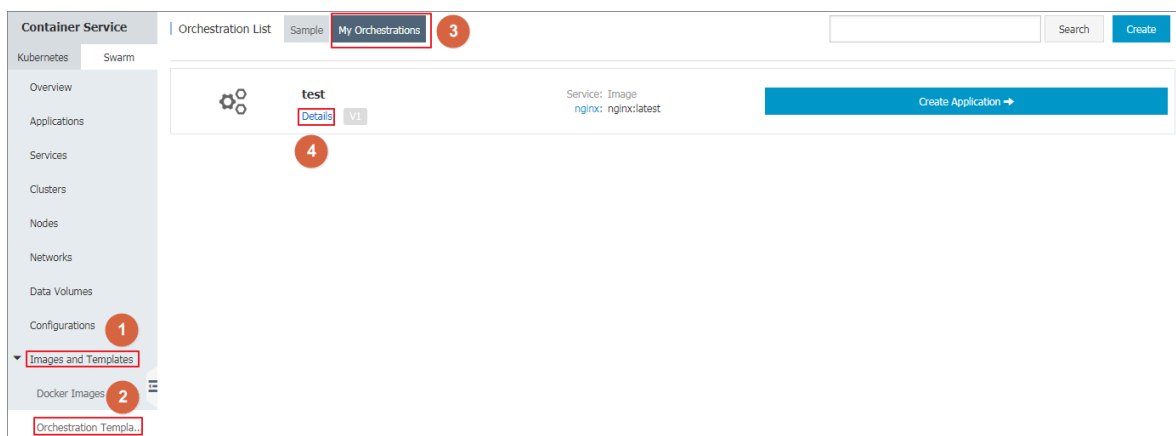 Container Service
Kubernetes Swarm
Overview
Applications
Services
Clusters
Nodes
Networks
Data Volumes
Configurations
1
Images and Templates
Docker Images
2
Orchestration Templa..
Orchestration List Sample My Orchestrations 3 Search Create
test
Details V1
4
Service: Image
nginx: nginx:latest
Create Application →